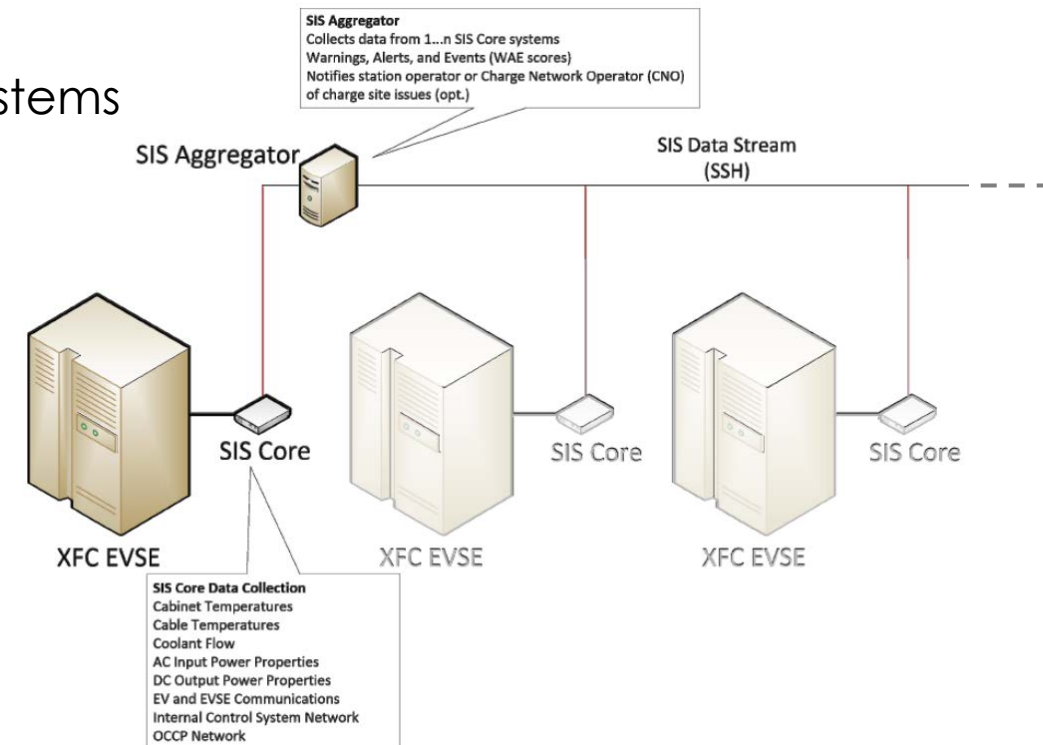 SIS Aggregator
Collects data from 1...n SIS Core systems
Warnings, Alerts, and Events (WAE scores)
Notifies station operator or Charge Network Operator (CNO)
of charge site issues (opt.)
stems
SIS Aggregator
SIS Data Stream
(SSH)
SIS Core
SIS Core
SIS Core
XFC EVSE
XFC EVSE
XFC EVSE
SIS Core Data Collection
Cabinet Temperatures
Cable Temperatures
Coolant Flow
AC Input Power Properties
DC Output Power Properties
EV and EVSE Communications
Internal Control System Network
OCCP Network